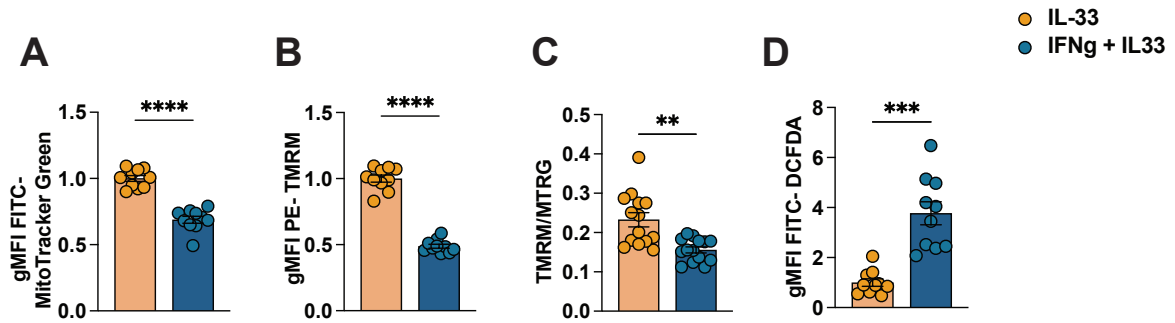 IL-33
IFNg + IL33
A
gMFI FITC-
MitoTracker Green
1.5
1.0
0.5
0.0
****
B
gMFI PE- TMRM
1.5
1.0
0.5
0.0
****
C
TMRM/MTRG
0.5
0.4
0.3
0.2
0.1
0.0
**
D
gMFI FITC- DCFDA
8
6
4
2
0
***